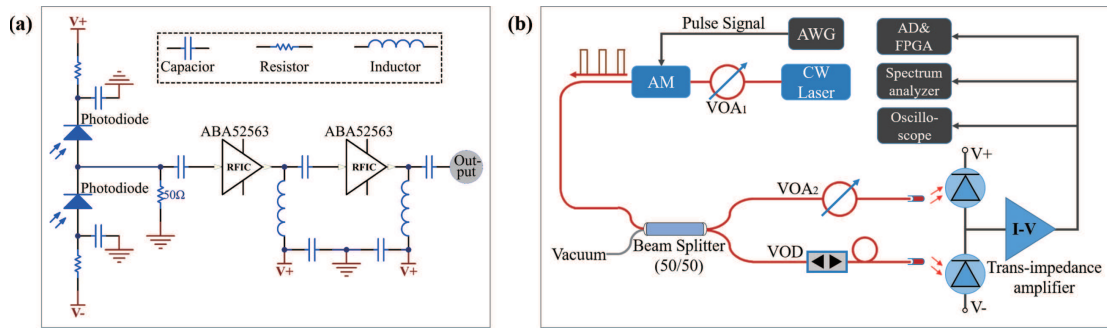 (a)
V+
Capacior
Resistor
Inductor
Photodiode
ABA52563
ABA52563
RFIC
RFIC
Out-
put
Photodiode
50Ω
V+
V+
V-
(b)
Pulse Signal
AWG
AD&
FPGA
AM
VOA1
CW
Laser
Spectrum
analyzer
Oscillo-
scope
V+
VOA2
I-V
Vacuum
Beam Splitter
(50/50)
VOD
Trans-impedance
amplifier
V-